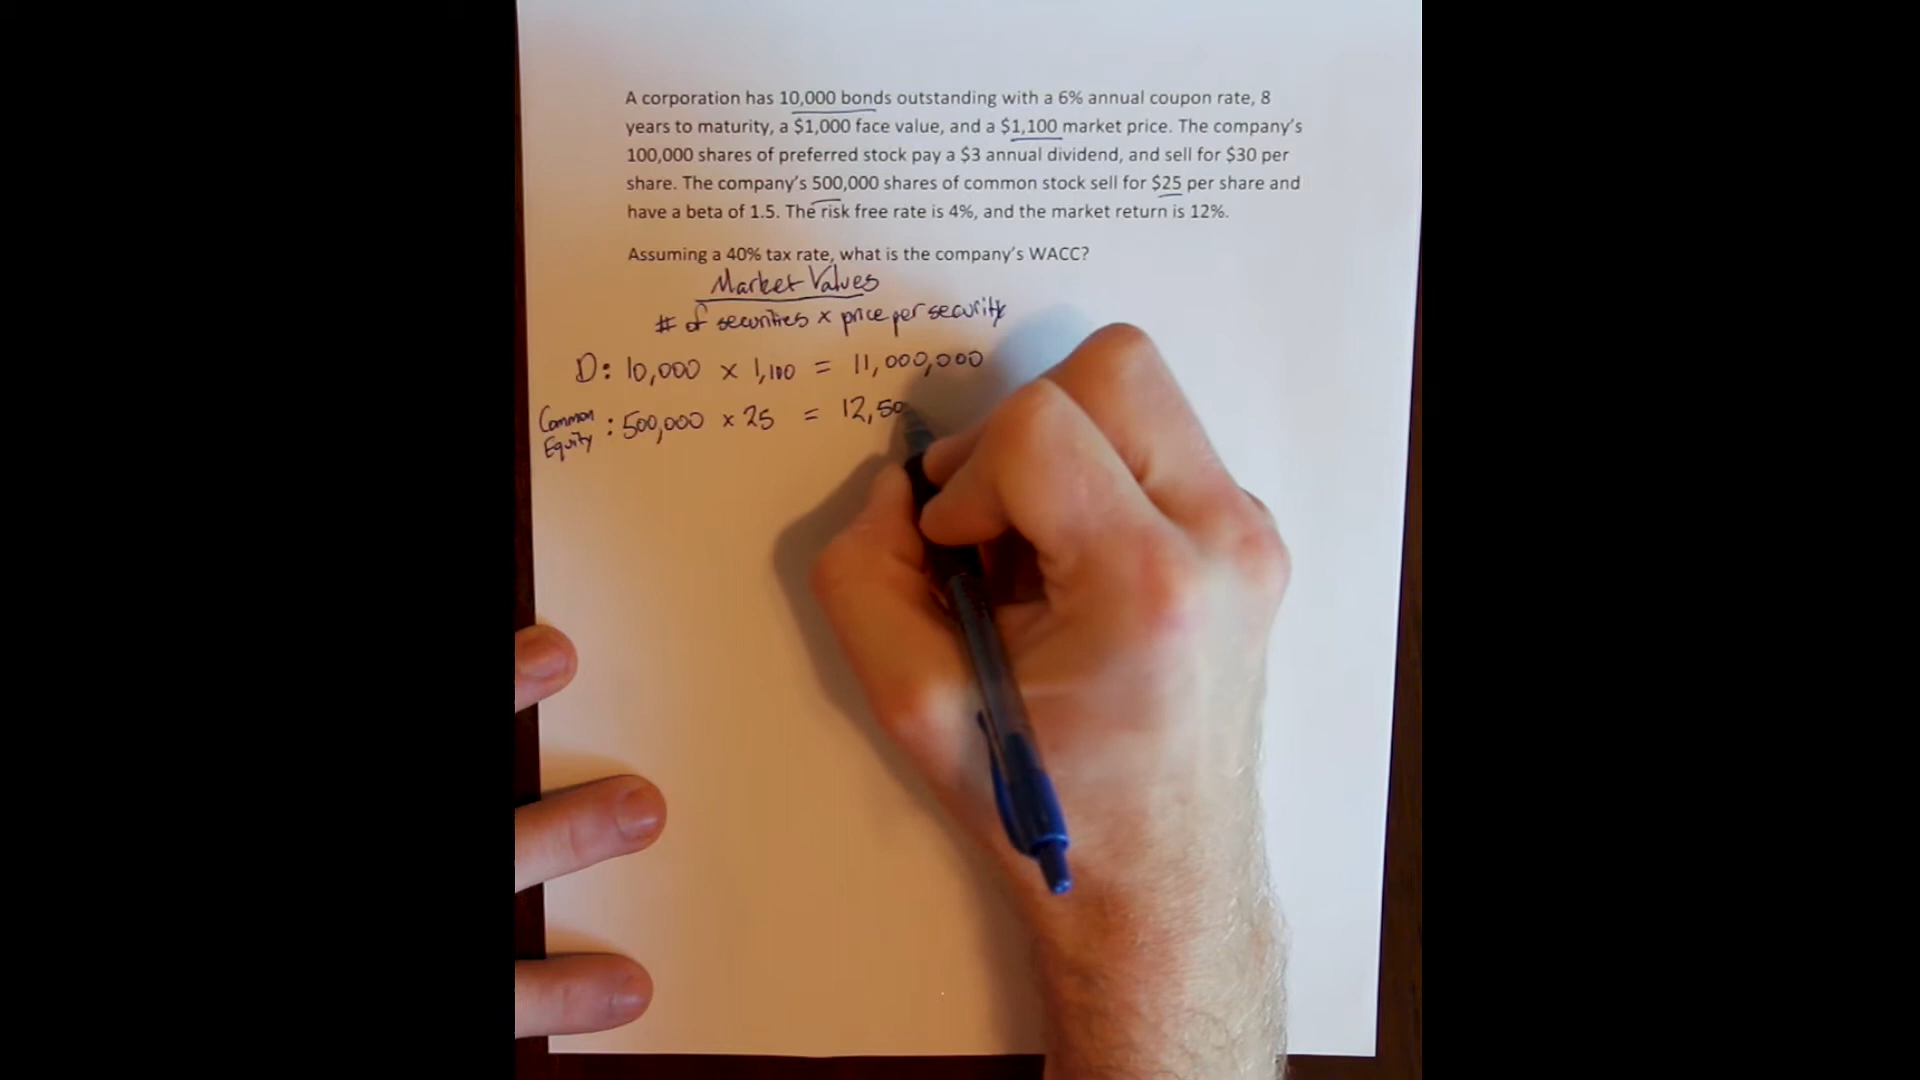 A corporation has 10,000 bonds outstanding with a 6% annual coupon rate, 8
years to maturity, a $1,000 face value, and a $1,100 market price. The company's
100,000 shares of preferred stock pay a $3 annual dividend, and sell for $30 per
share. The company's 500,000 shares of common stock sell for $25 per share and
have a beta of 1.5. The risk free rate is 4%, and the market return is 12%.
Assuming a 40% tax rate, what is the company's WACC?
Market Values
# of securities × price per security
D: 10,000 × 1,100 = 11,000,000
Common
Equity : 500,000 × 25 = 12,50